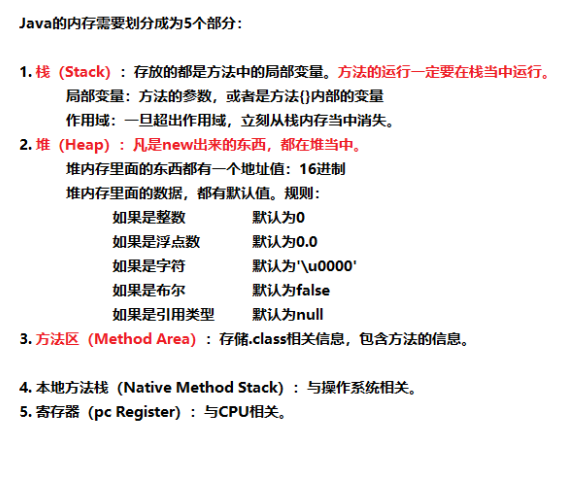 Java的内存需要划分成为5个部分：
1. 栈（Stack）：存放的都是方法中的局部变量。方法的运行一定要在栈当中运行。
局部变量：方法的参数，或者是方法{}内部的变量
作用域：一旦超出作用域，立刻从栈内存当中消失。
2. 堆（Heap）：凡是new出来的东西，都在堆当中。
堆内存里面的东西都有一个地址值：16进制
堆内存里面的数据，都有默认值。规则：
如果是整数 默认为0
如果是浮点数 默认为0.0
如果是字符 默认为'\u0000'
如果是布尔 默认为false
如果是引用类型 默认为null
3. 方法区（Method Area）：存储.class相关信息，包含方法的信息。
4. 本地方法栈（Native Method Stack）：与操作系统相关。
5. 寄存器（pc Register）：与CPU相关。